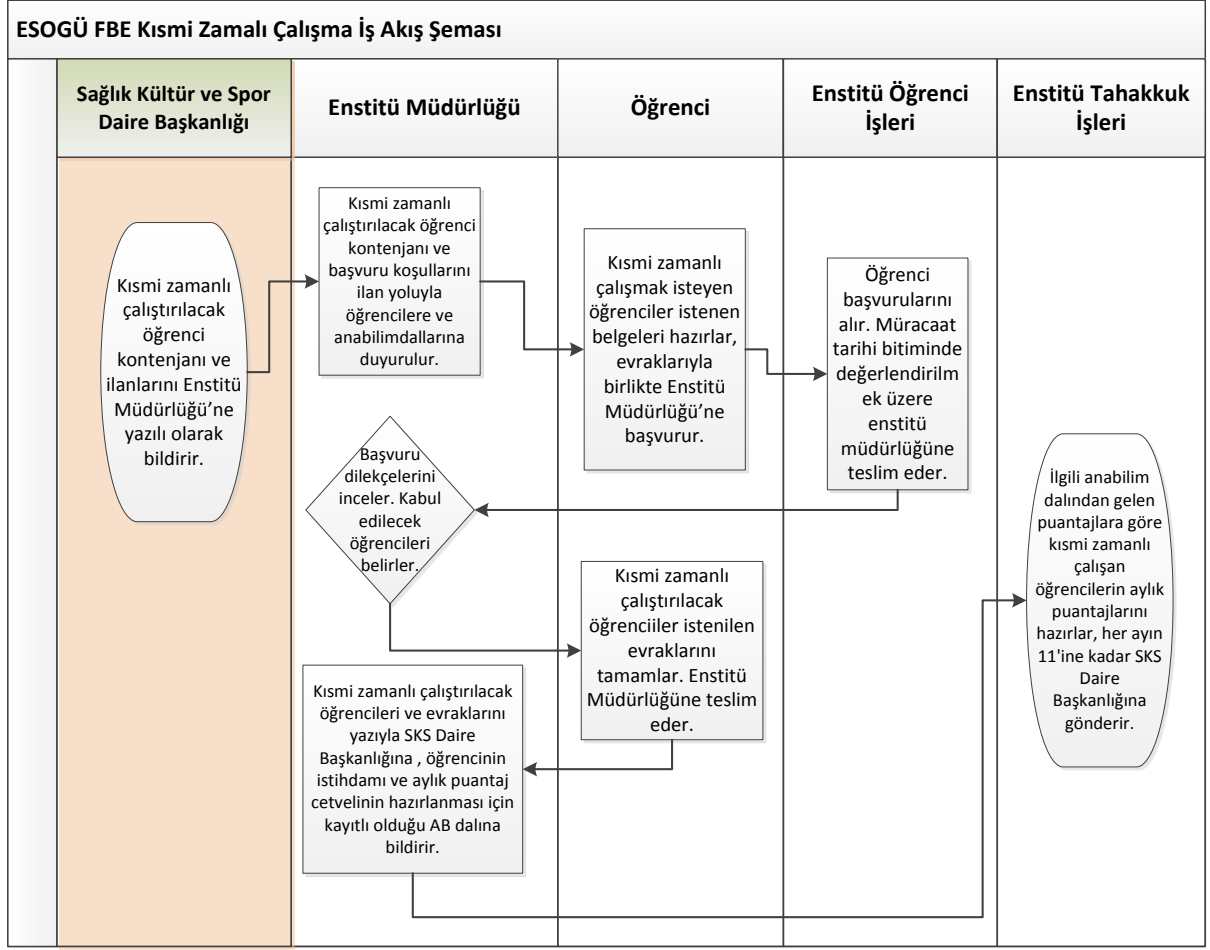 ESOGÜ FBE Kısmi Zamalı Çalışma İş Akış Şeması
Sağlık Kültür ve Spor
Daire Başkanlığı
Enstitü Müdürlüğü
Öğrenci
Enstitü Öğrenci
İşleri
Enstitü Tahakkuk
İşleri
Kısmi zamanlı
çalıştırılacak
öğrenci
kontenjanı ve
ilanlarını Enstitü
Müdürlüğü’ne
yazılı olarak
bildirir.
Kısmi zamanlı
çalıştırılacak öğrenci
kontenjanı ve
başvuru koşullarını
ilan yoluyla
öğrencilere ve
anabilimdallarına
duyurulur.
Kısmi zamanlı
çalışmak isteyen
öğrenciler istenen
belgeleri hazırlar,
evraklarıyla
birlikte Enstitü
Müdürlüğü’ne
başvurur.
Öğrenci
başvurularını
alır. Müracaat
tarihi bitiminde
değerlendirilm
ek üzere
enstitü
müdürlüğüne
teslim eder.
Başvuru
dilekçelerini
inceler. Kabul
edilecek
öğrencileri
belirler.
Kısmi zamanlı
çalıştırılacak
öğrenciiler istenilen
evraklarını
tamamlar. Enstitü
Müdürlüğüne teslim
eder.
Kısmi zamanlı çalıştırılacak
öğrencileri ve evraklarını
yazıyla SKS Daire
Başkanlığına , öğrencinin
istihdamı ve aylık puantaj
cetvelinin hazırlanması için
kayıtlı olduğu AB dalına
bildirir.
İlgili anabilim
dalından gelen
puantajlara göre
kısmi zamanlı
çalışan
öğrencilerin aylık
puantajlarını
hazırlar, her ayın
11'ine kadar SKS
Daire
Başkanlığına
gönderir.